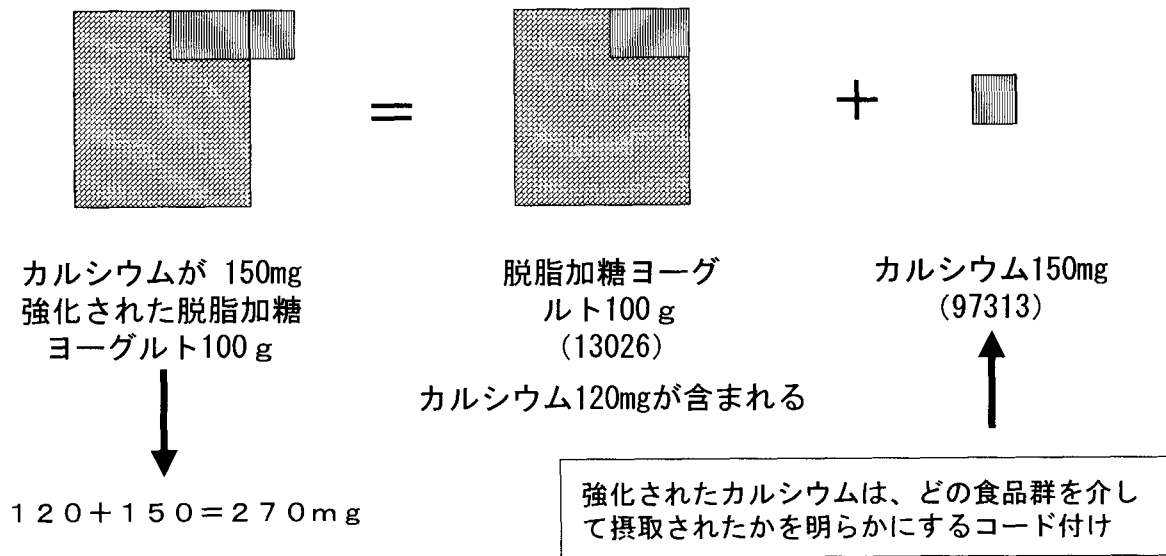 =
+
カルシウムが 150mg
強化された脱脂加糖
ヨーグルト100ｇ
脱脂加糖ヨーグ
ルト100ｇ
(13026)
カルシウム150mg
(97313)
カルシウム120mgが含まれる
１２０＋１５０＝２７０ｍｇ
強化されたカルシウムは、どの食品群を介し
て摂取されたかを明らかにするコード付け